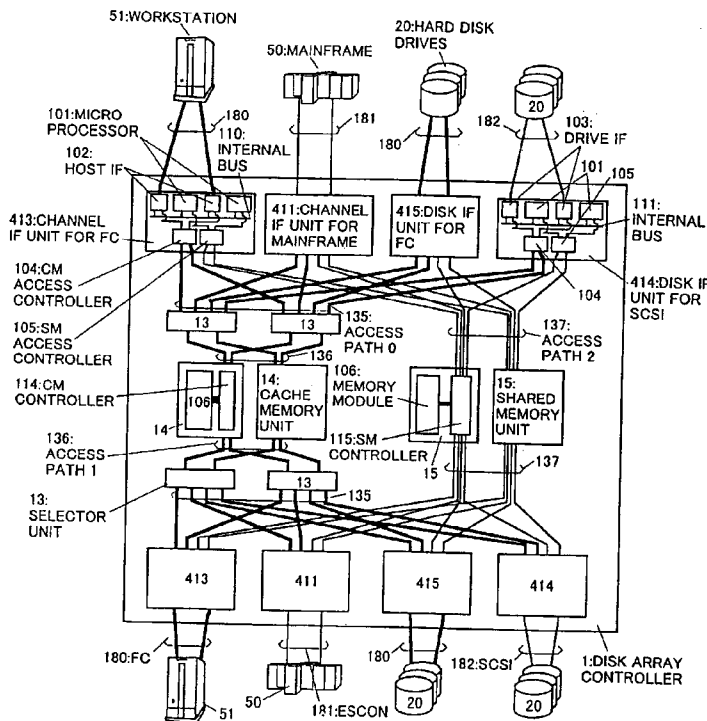 51:WORKSTATION
50:MAINFRAME
20:HARD DISK
DRIVES
101:MICRO
PROCESSOR
180
110:
INTERNAL
BUS
181
180
182
20
103:
DRIVE IF
101
105
102:
HOST IF
111:
INTERNAL
BUS
413:CHANNEL
IF UNIT FOR FC
411:CHANNEL
IF UNIT FOR
MAINFRAME
415:DISK IF
UNIT FOR
FC
414:DISK IF
UNIT FOR
SCSI
104:CM
ACCESS
CONTROLLER
104
105:SM
ACCESS
CONTROLLER
13
13
135:
ACCESS
PATH 0
137:
ACCESS
PATH 2
136
114:CM
CONTROLLER
106
14
14:
CACHE
MEMORY
UNIT
106:
MEMORY
MODULE
15:
SHARED
MEMORY
UNIT
115:SM
CONTROLLER
15
136:
ACCESS
PATH 1
137
13:
SELECTOR
UNIT
13
135
413
411
415
414
180:FC
51
50
181:ESCON
180
20
182:SCSI
20
1:DISK ARRAY
CONTROLLER